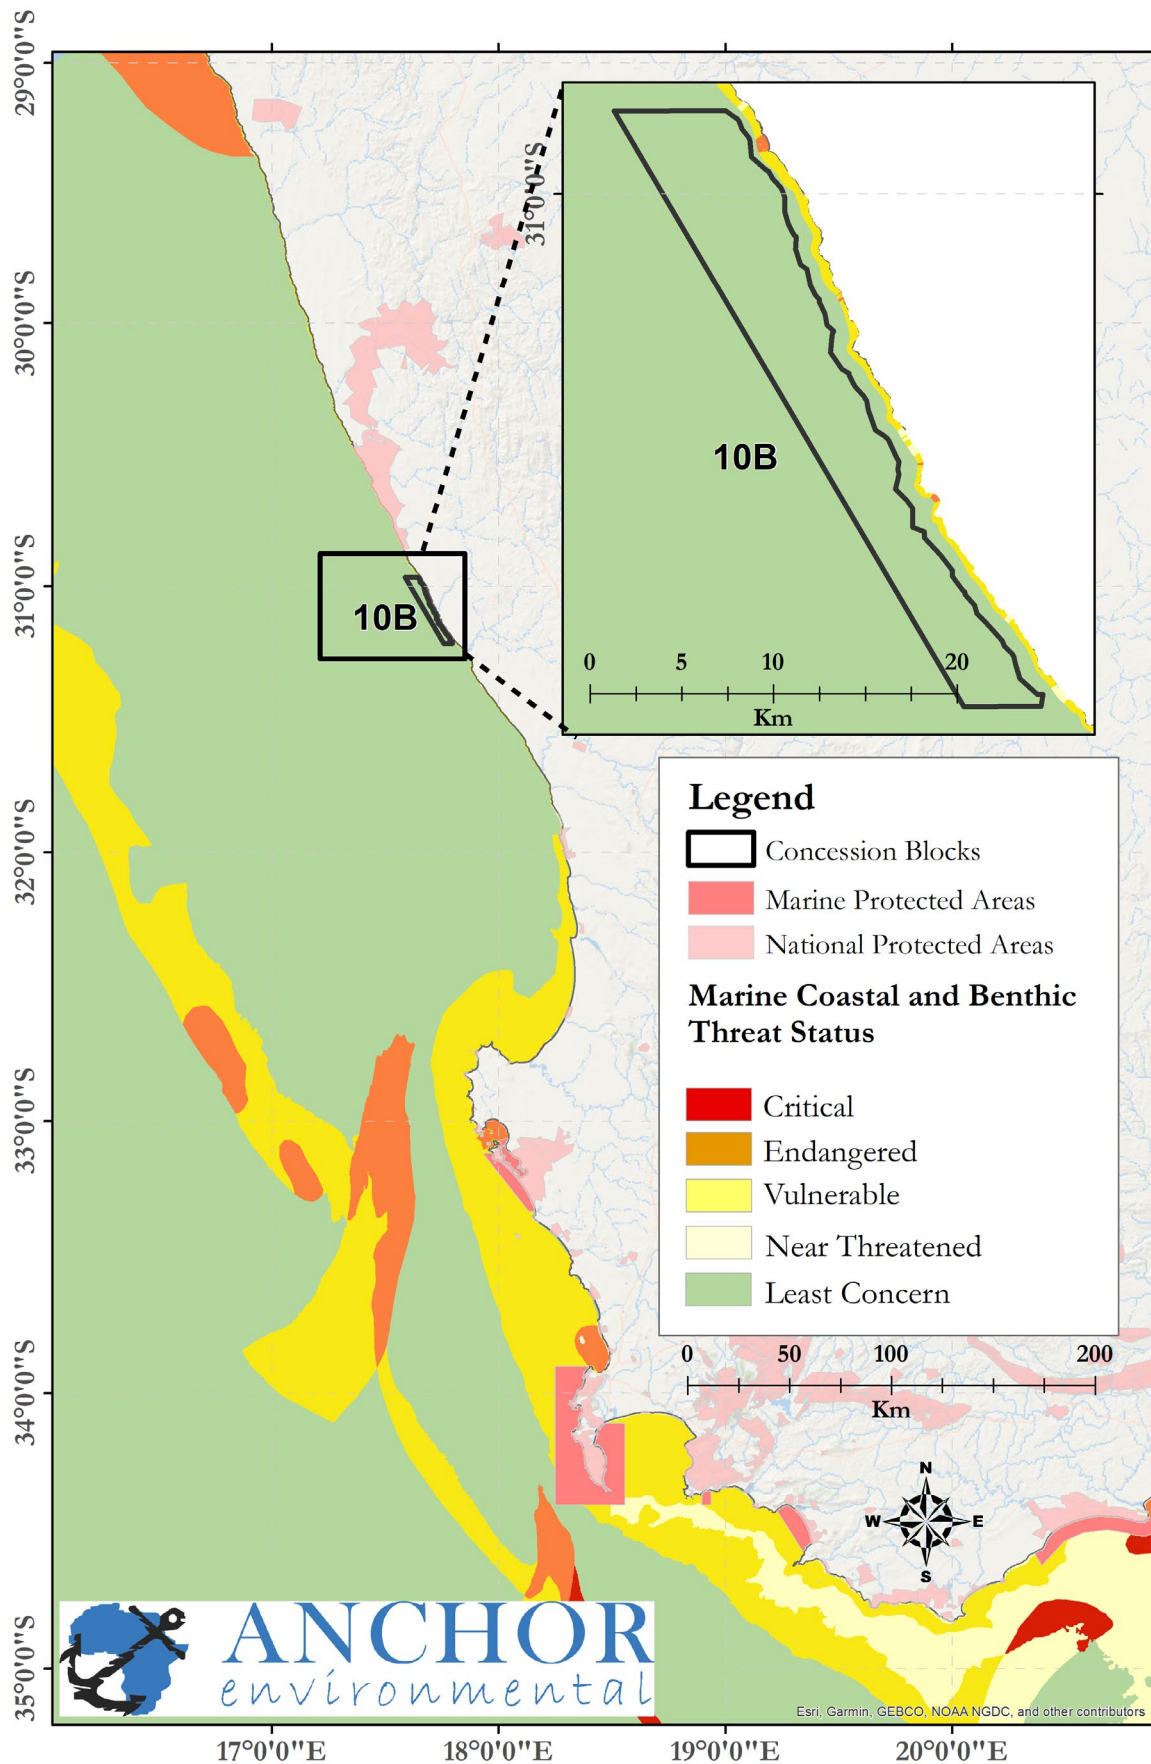 29°0'0"S
30°0'0"S
31°0'0"S
32°0'0"S
33°0'0"S
34°0'0"S
35°0'0"S
31°0'0"S
10B
0 5 10 20
Km
10B
Legend
Concession Blocks
Marine Protected Areas
National Protected Areas
Marine Coastal and Benthic
Threat Status
Critical
Endangered
Vulnerable
Near Threatened
Least Concern
0 50 100 200
Km
N
W E
S
ANCHOR
environmental
Esri, Garmin, GEBCO, NOAA NGDC, and other contributors
17°0'0"E 18°0'0"E 19°0'0"E 20°0'0"E